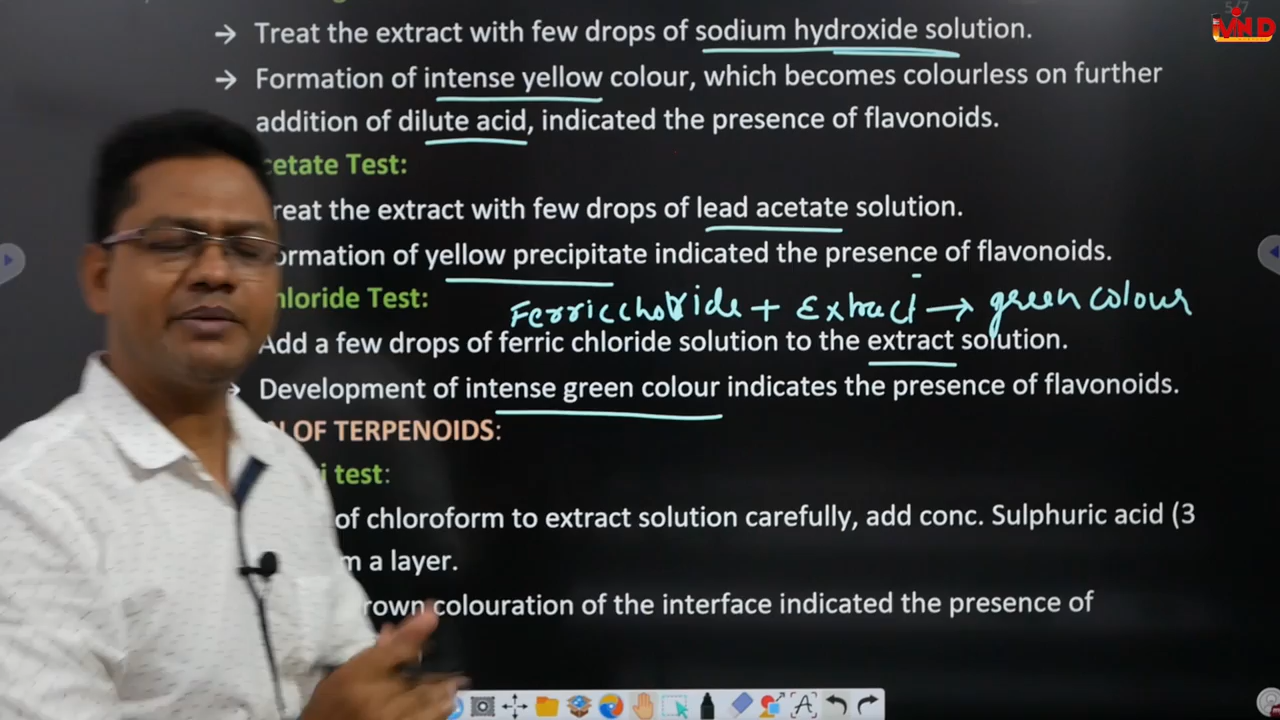 5/7
MVND
→ Treat the extract with few drops of sodium hydroxide solution.
→ Formation of intense yellow colour, which becomes colourless on further
addition of dilute acid, indicated the presence of flavonoids.
cetate Test:
reat the extract with few drops of lead acetate solution.
ormation of yellow precipitate indicated the presence of flavonoids.
hloride Test:
Ferric chloride + Extract → green colour
Add a few drops of ferric chloride solution to the extract solution.
Development of intense green colour indicates the presence of flavonoids.
N OF TERPENOIDS:
i test:
of chloroform to extract solution carefully, add conc. Sulphuric acid (3
m a layer.
rown colouration of the interface indicated the presence of